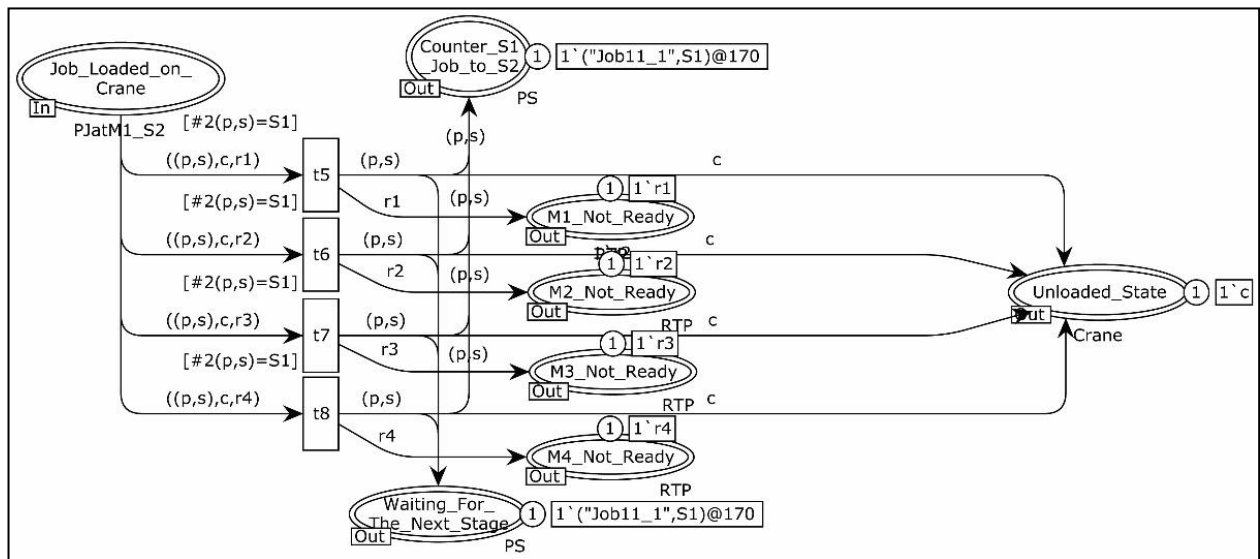 Job_Loaded_on_
Crane
In
PJatM1_S2
Counter_S1
_Job_to_S2
Out
PS
1
1`("Job11_1",S1)@170
[#2(p,s)=S1]
((p,s),c,r1)
t5
(p,s)
(p,s)
c
r1
1
1`r1
M1_Not_Ready
Out
[#2(p,s)=S1]
((p,s),c,r2)
t6
(p,s)
(p,s)
c
r2
1
1`r2
M2_Not_Ready
Out
RTP
[#2(p,s)=S1]
((p,s),c,r3)
t7
(p,s)
(p,s)
c
r3
1
1`r3
M3_Not_Ready
Out
RTP
[#2(p,s)=S1]
((p,s),c,r4)
t8
(p,s)
(p,s)
c
r4
1
1`r4
M4_Not_Ready
Out
RTP
Unloaded_State
1
1`c
Crane
Waiting_For_
The_Next_Stage
Out
PS
1
1`("Job11_1",S1)@170